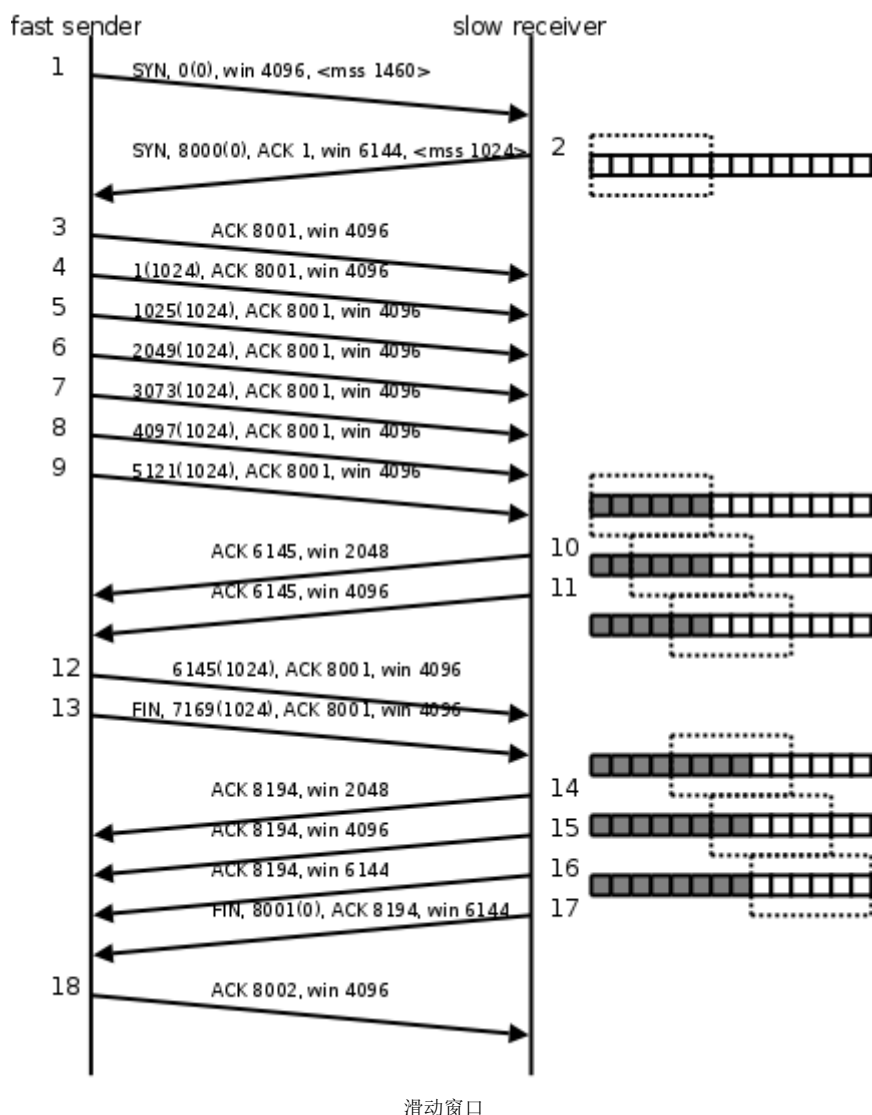 fast sender
slow receiver
1
SYN, 0(0), win 4096, <mss 1460>
SYN, 8000(0), ACK 1, win 6144, <mss 1024>
2
3
ACK 8001, win 4096
4
1(1024), ACK 8001, win 4096
5
1025(1024), ACK 8001, win 4096
6
2049(1024), ACK 8001, win 4096
7
3073(1024), ACK 8001, win 4096
8
4097(1024), ACK 8001, win 4096
9
5121(1024), ACK 8001, win 4096
ACK 6145, win 2048
10
ACK 6145, win 4096
11
12
6145(1024), ACK 8001, win 4096
13
FIN, 7169(1024), ACK 8001, win 4096
ACK 8194, win 2048
14
ACK 8194, win 4096
15
ACK 8194, win 6144
16
FIN, 8001(0), ACK 8194, win 6144
17
18
ACK 8002, win 4096
滑动窗口